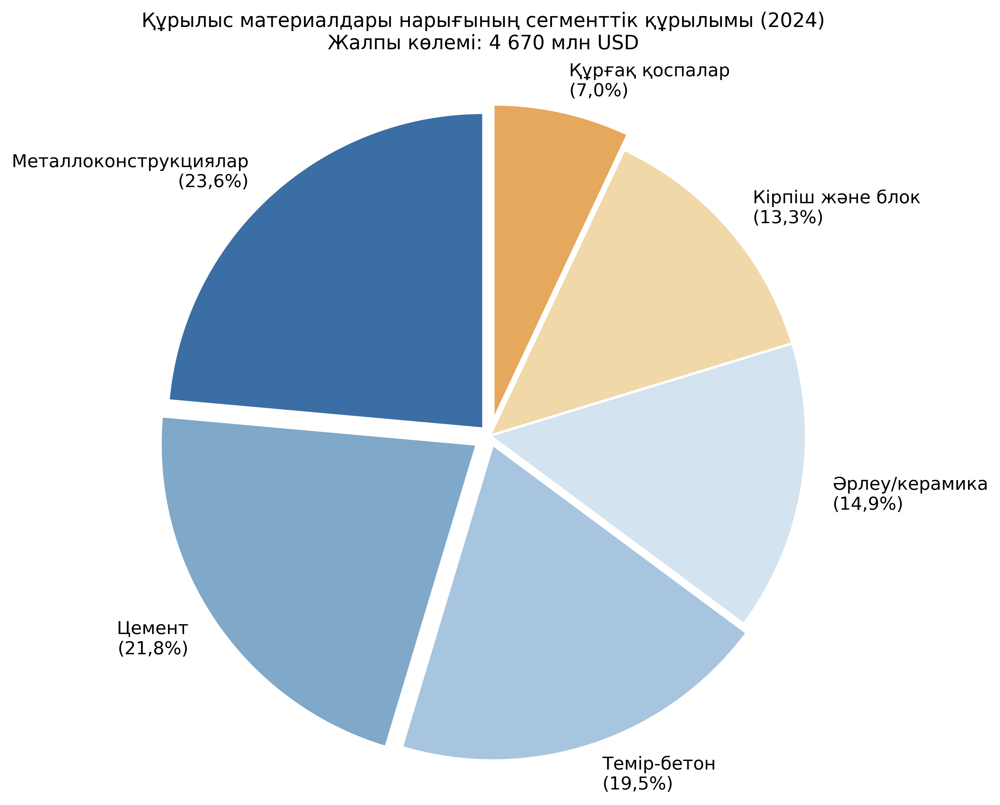 Құрылыс материалдары нарығының сегменттік құрылымы (2024)
Жалпы көлемі: 4 670 млн USD
Құрғақ қоспалар
(7,0%)
Металлоконструкциялар
(23,6%)
Кірпіш және блок
(13,3%)
Әрлеу/керамика
(14,9%)
Цемент
(21,8%)
Темір-бетон
(19,5%)